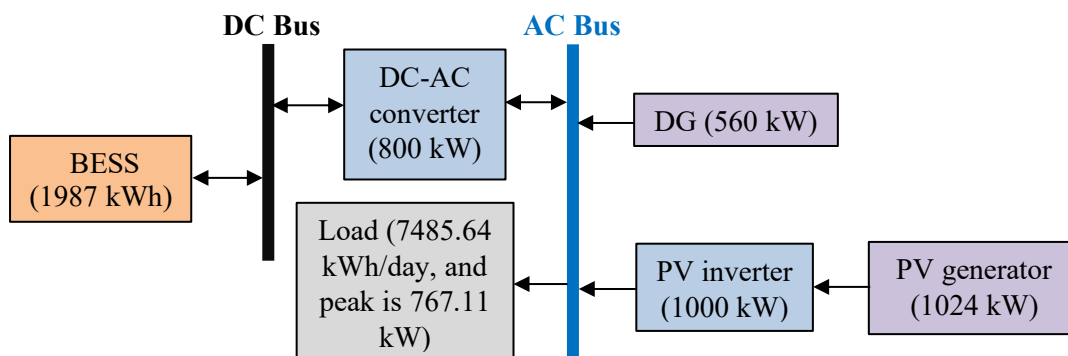 DC Bus
AC Bus
DC-AC
converter
(800 kW)
DG (560 kW)
BESS
(1987 kWh)
Load (7485.64
kWh/day, and
peak is 767.11
kW)
PV inverter
(1000 kW)
PV generator
(1024 kW)